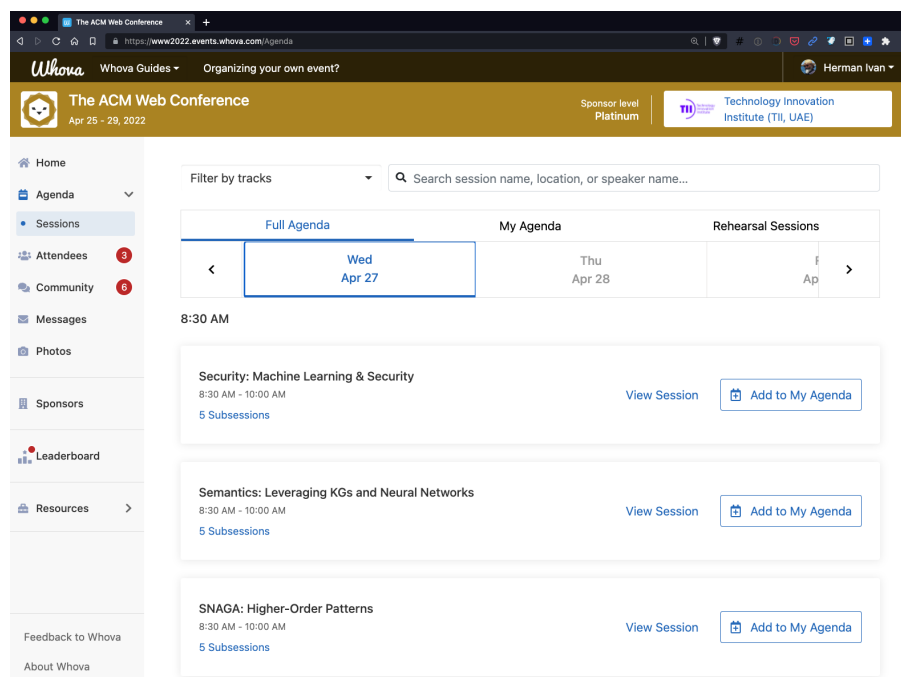 The ACM Web Conference
https://www2022.events.whova.com/Agenda
Whova Whova Guides Organizing your own event? Herman Ivan
The ACM Web Conference
Apr 25 - 29, 2022
Sponsor level
Platinum
TII
Technology Innovation
Institute (TII, UAE)
Home
Agenda
Sessions
Attendees 3
Community 6
Messages
Photos
Sponsors
Leaderboard
Resources
Feedback to Whova
About Whova
Filter by tracks Search session name, location, or speaker name...
Full Agenda My Agenda Rehearsal Sessions
Wed Thu F
Apr 27 Apr 28 Ap
8:30 AM
Security: Machine Learning & Security
8:30 AM - 10:00 AM
5 Subsessions
View Session Add to My Agenda
Semantics: Leveraging KGs and Neural Networks
8:30 AM - 10:00 AM
5 Subsessions
View Session Add to My Agenda
SNAGA: Higher-Order Patterns
8:30 AM - 10:00 AM
5 Subsessions
View Session Add to My Agenda